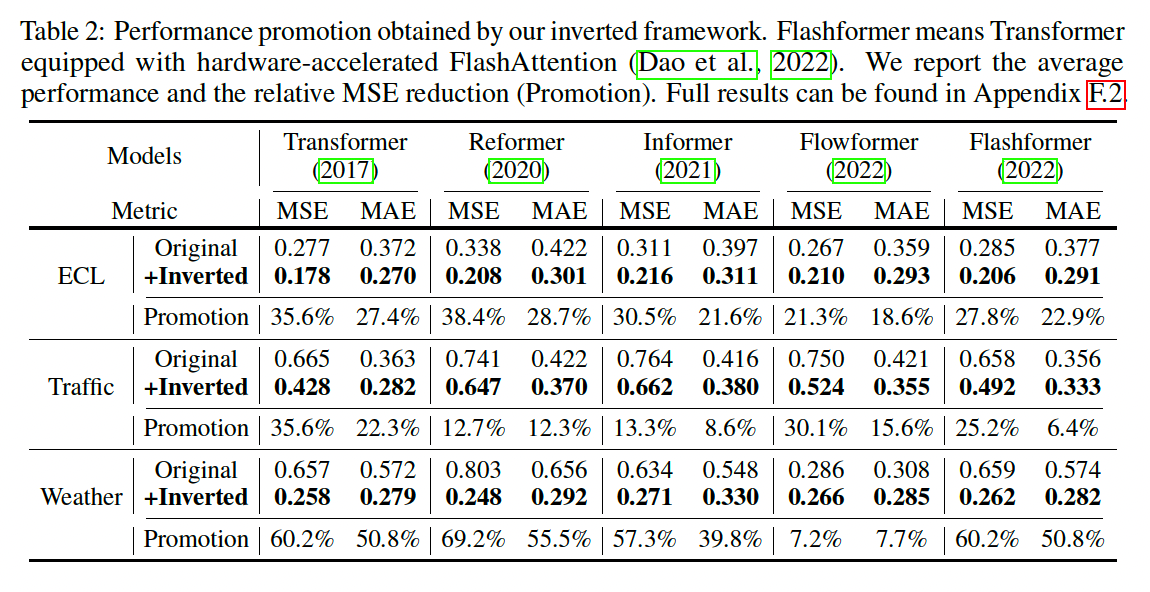 Table 2: Performance promotion obtained by our inverted framework. Flashformer means Transformer
equipped with hardware-accelerated FlashAttention (Dao et al., 2022). We report the average
performance and the relative MSE reduction (Promotion). Full results can be found in Appendix F.2.
Models Transformer Reformer Informer Flowformer Flashformer
(2017) (2020) (2021) (2022) (2022)
Metric MSE MAE MSE MAE MSE MAE MSE MAE MSE MAE
Original 0.277 0.372 0.338 0.422 0.311 0.397 0.267 0.359 0.285 0.377
ECL +Inverted 0.178 0.270 0.208 0.301 0.216 0.311 0.210 0.293 0.206 0.291
Promotion 35.6% 27.4% 38.4% 28.7% 30.5% 21.6% 21.3% 18.6% 27.8% 22.9%
Original 0.665 0.363 0.741 0.422 0.764 0.416 0.750 0.421 0.658 0.356
Traffic +Inverted 0.428 0.282 0.647 0.370 0.662 0.380 0.524 0.355 0.492 0.333
Promotion 35.6% 22.3% 12.7% 12.3% 13.3% 8.6% 30.1% 15.6% 25.2% 6.4%
Original 0.657 0.572 0.803 0.656 0.634 0.548 0.286 0.308 0.659 0.574
Weather +Inverted 0.258 0.279 0.248 0.292 0.271 0.330 0.266 0.285 0.262 0.282
Promotion 60.2% 50.8% 69.2% 55.5% 57.3% 39.8% 7.2% 7.7% 60.2% 50.8%